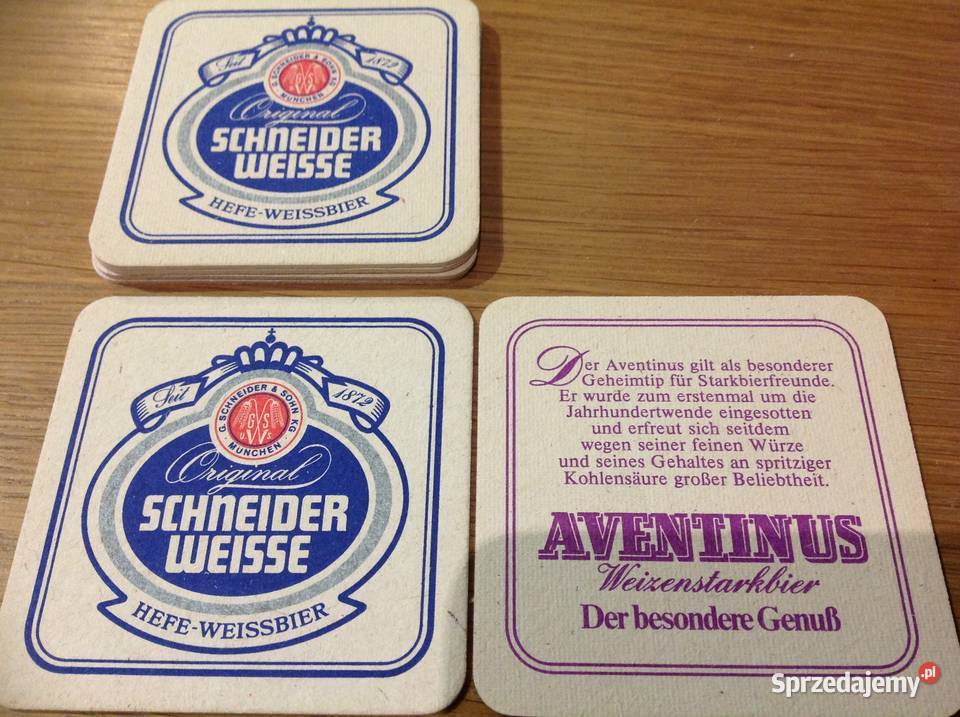 Seit 1872
G. SCHNEIDER & SOHN KG
MÜNCHEN
Original
SCHNEIDER
WEISSE
HEFE-WEISSBIER
Seit 1872
G. SCHNEIDER & SOHN KG
GS
W
u S
MÜNCHEN
Original
SCHNEIDER
WEISSE
HEFE-WEISSBIER
Der Aventinus gilt als besonderer
Geheimtip für Starkbierfreunde.
Er wurde zum erstenmal um die
Jahrhundertwende eingesotten
und erfreut sich seitdem
wegen seiner feinen Würze
und seines Gehaltes an spritziger
Kohlensäure großer Beliebtheit.
AVENTINUS
Weizenstarkbier
Der besondere Genuß
Sprzedajemy.pl